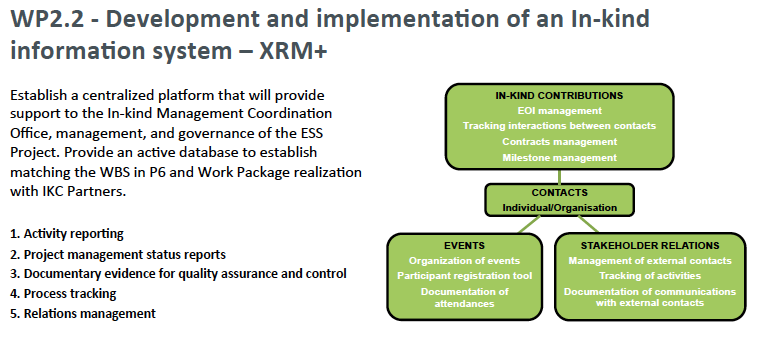 WP2.2 - Development and implementation of an In-kind
information system – XRM+
Establish a centralized platform that will provide
support to the In-kind Management Coordination
Office, management, and governance of the ESS
Project. Provide an active database to establish
matching the WBS in P6 and Work Package realization
with IKC Partners.
1. Activity reporting
2. Project management status reports
3. Documentary evidence for quality assurance and control
4. Process tracking
5. Relations management
IN-KIND CONTRIBUTIONS
EOI management
Tracking interactions between contacts
Contracts management
Milestone management
CONTACTS
Individual/Organisation
EVENTS
Organization of events
Participant registration tool
Documentation of
attendances
STAKEHOLDER RELATIONS
Management of external contacts
Tracking of activities
Documentation of communications
with external contacts